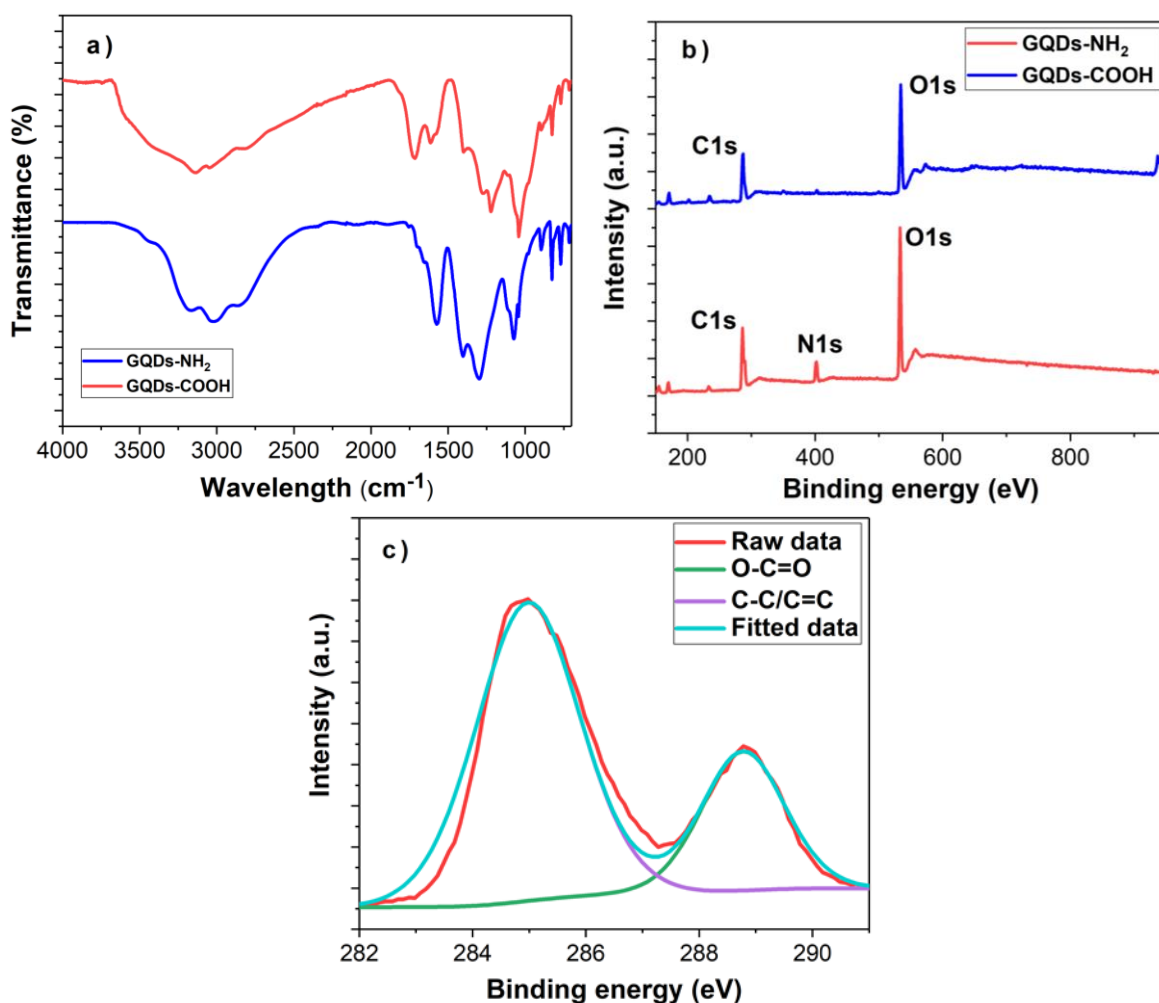 a)
Transmittance (%)
GQDs-NH₂
GQDs-COOH
4000 3500 3000 2500 2000 1500 1000
Wavelength (cm⁻¹)
b)
GQDs-NH₂
GQDs-COOH
O1s
C1s
O1s
C1s
N1s
Intensity (a.u.)
200 400 600 800
Binding energy (eV)
c)
Raw data
O-C=O
C-C/C=C
Fitted data
Intensity (a.u.)
282 284 286 288 290
Binding energy (eV)